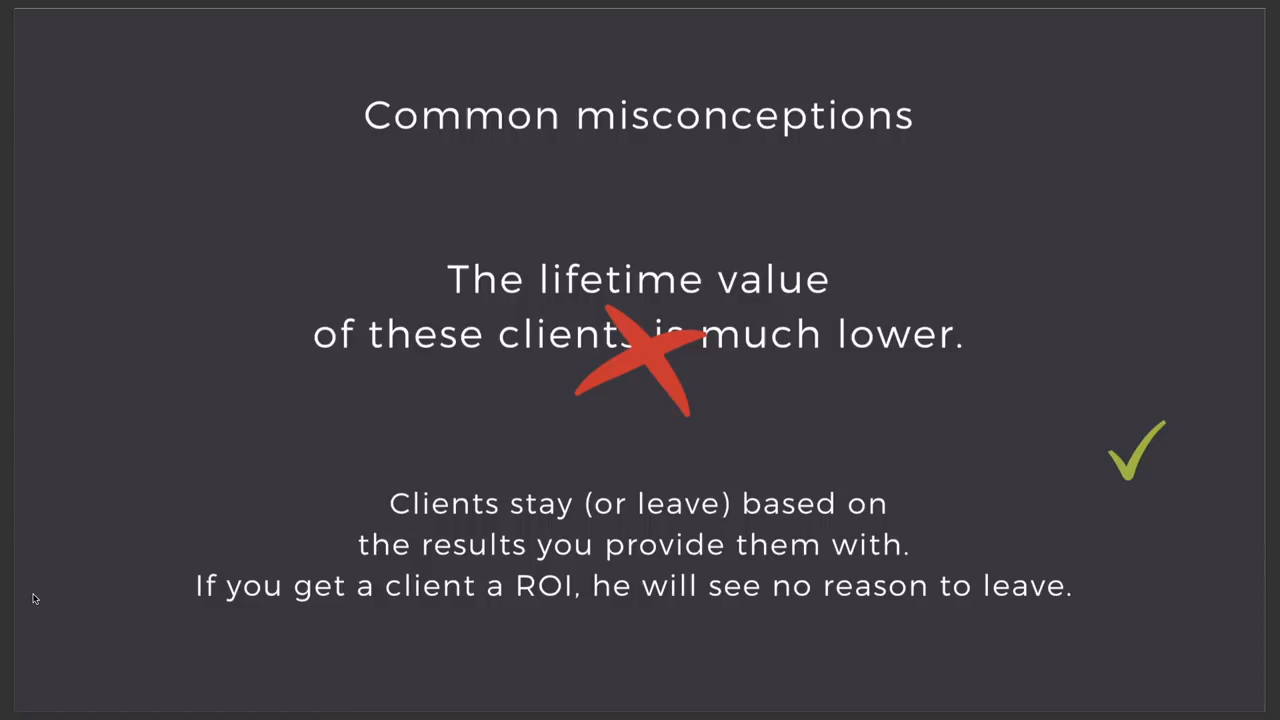 Common misconceptions
The lifetime value
of these clients is much lower.
Clients stay (or leave) based on
the results you provide them with.
If you get a client a ROI, he will see no reason to leave.